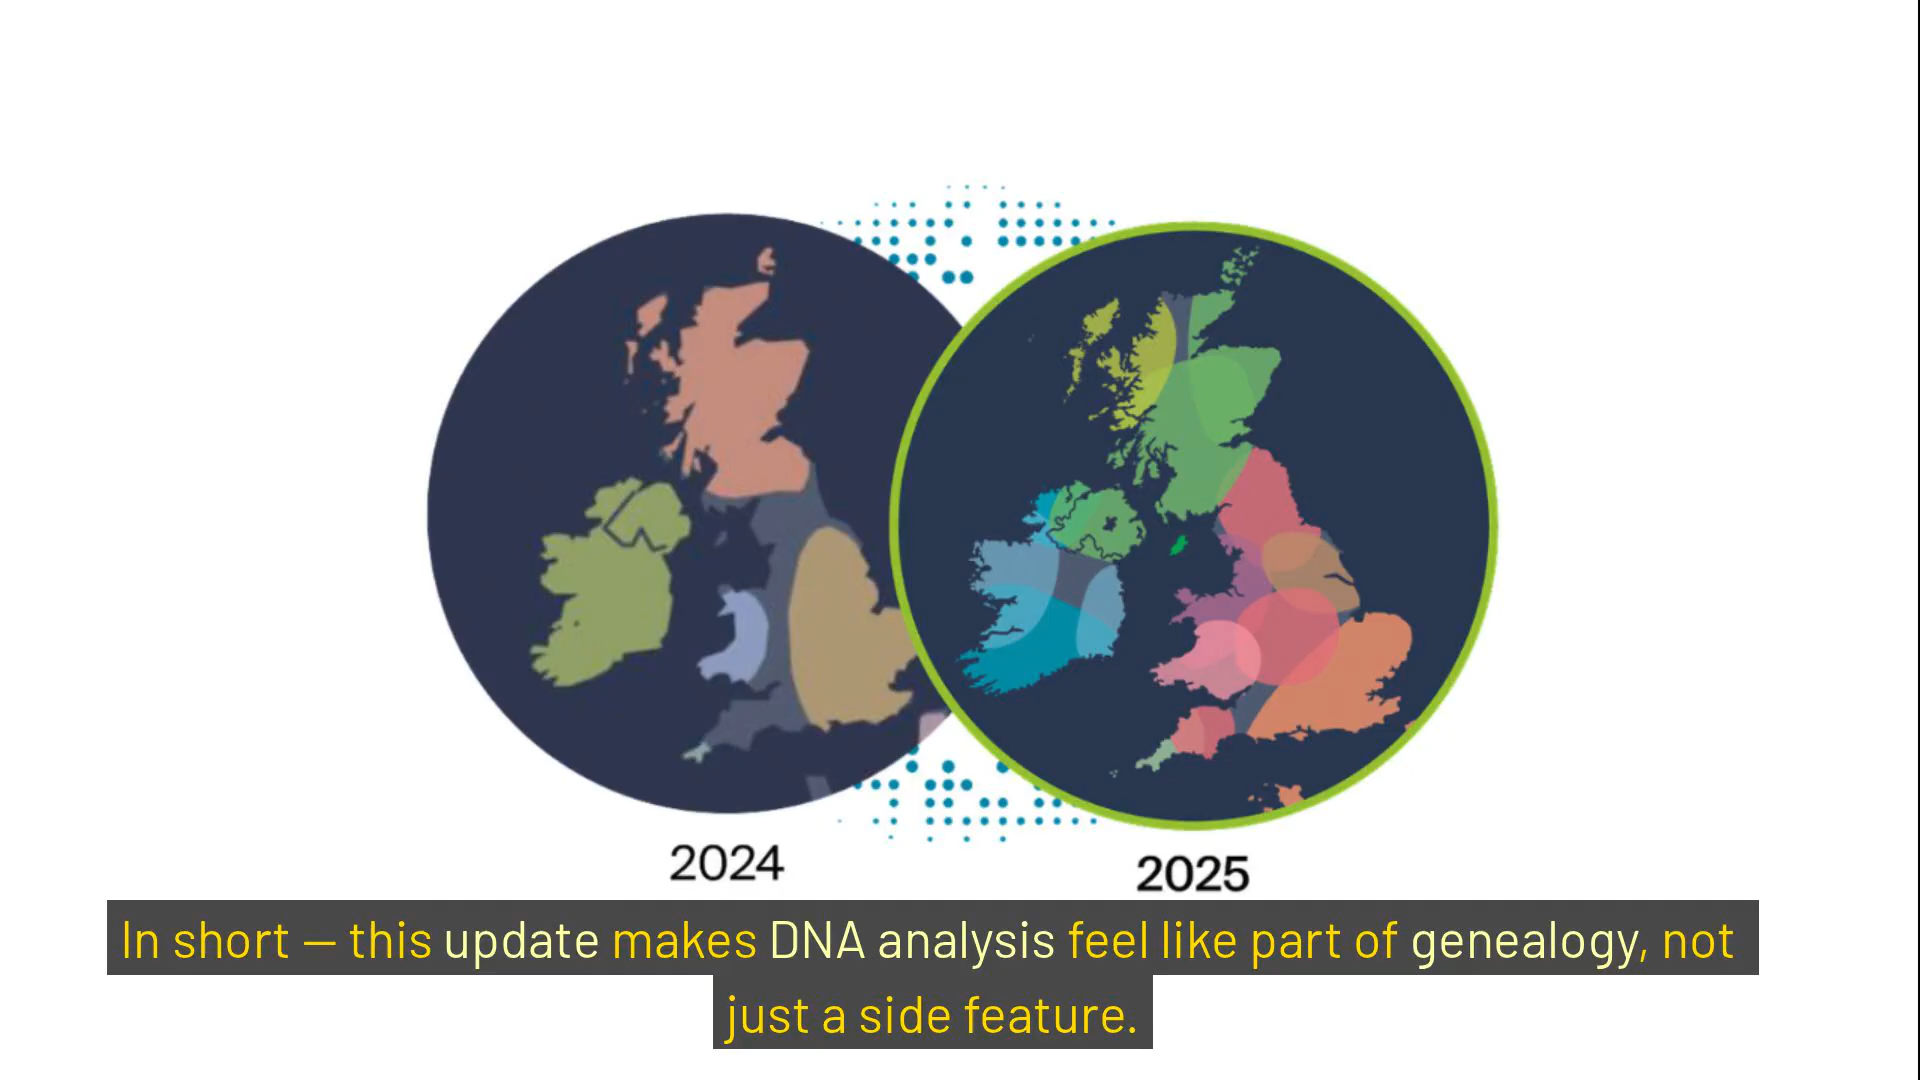 2024
2025
In short – this update makes DNA analysis feel like part of genealogy, not
just a side feature.